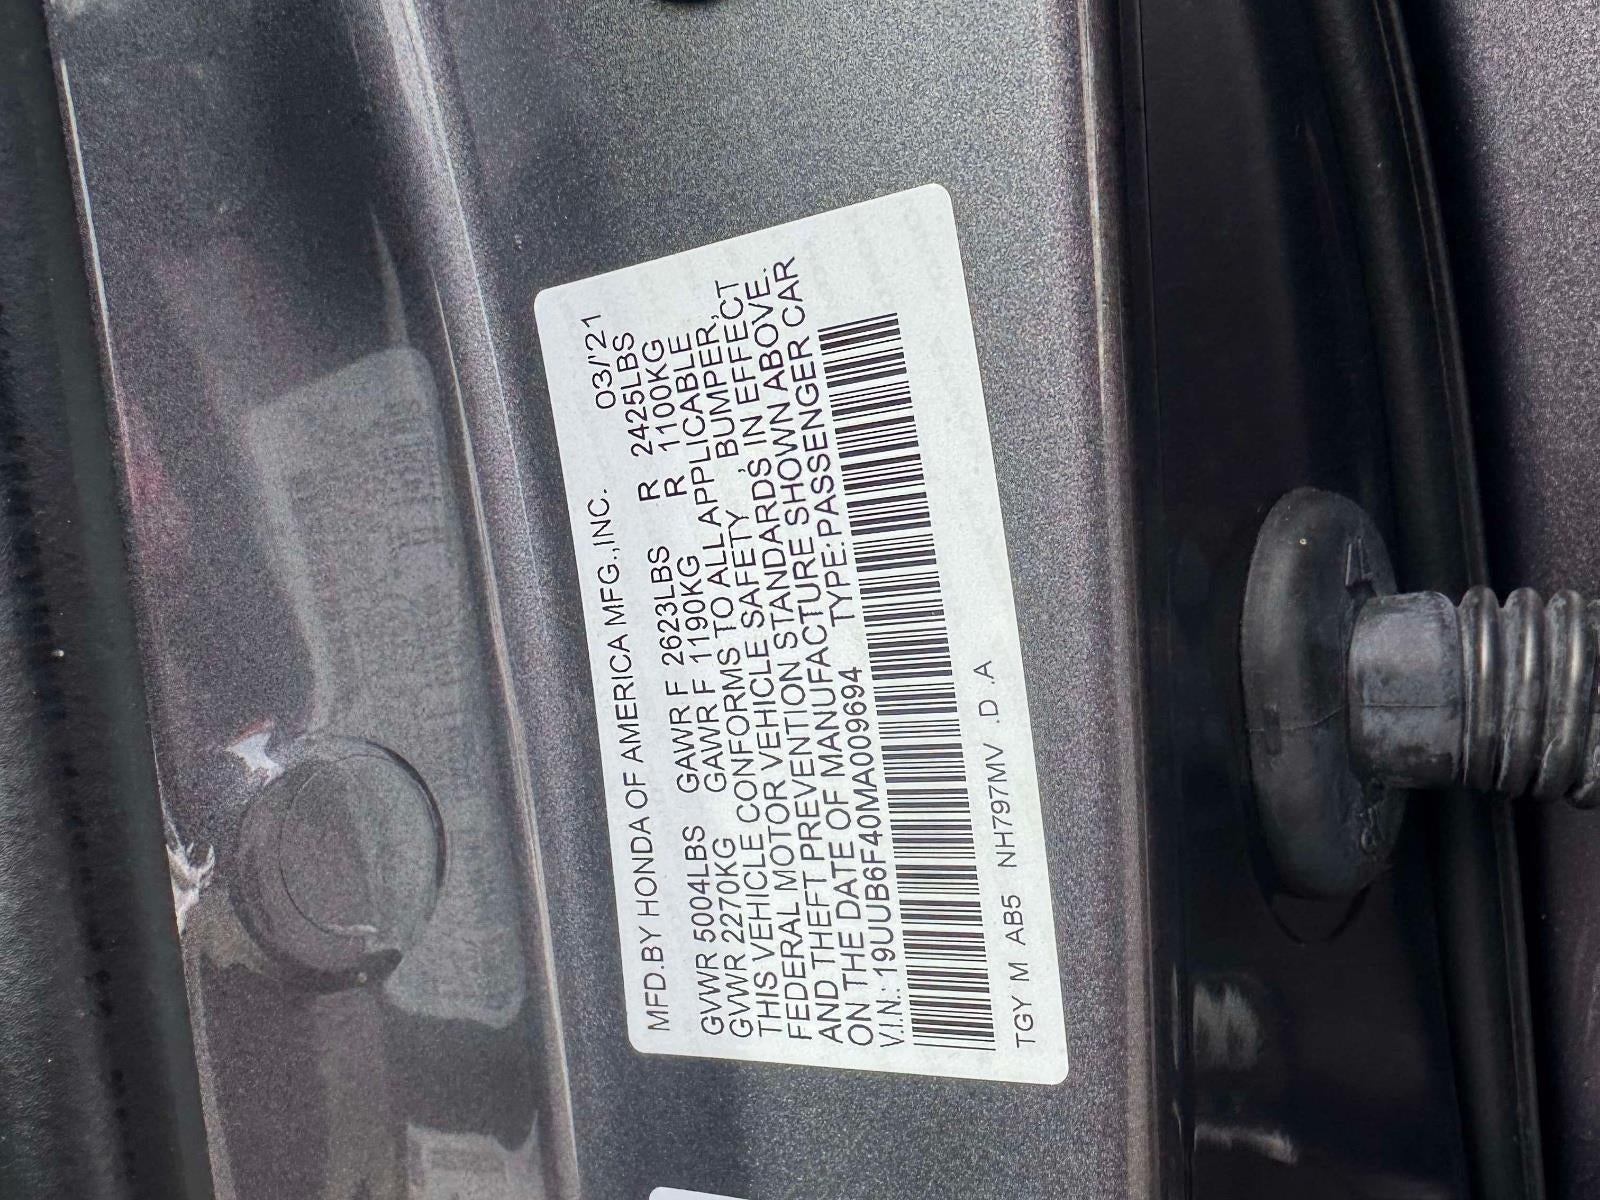 MFD.BY HONDA OF AMERICA MFG.,INC. 03/'21
GVWR 5004LBS GAWR F 2623LBS R 2425LBS
GVWR 2270KG GAWR F 1190KG R 1100KG
THIS VEHICLE CONFORMS TO ALL APPLICABLE
FEDERAL MOTOR VEHICLE SAFETY, BUMPER,
AND THEFT PREVENTION STANDARDS, IN EFFECT
ON THE DATE OF MANUFACTURE SHOWN ABOVE.
V.I.N.: 19UUB6F40MA009694 TYPE:PASSENGER CAR
TGY M AB5 NH797MV .D .A